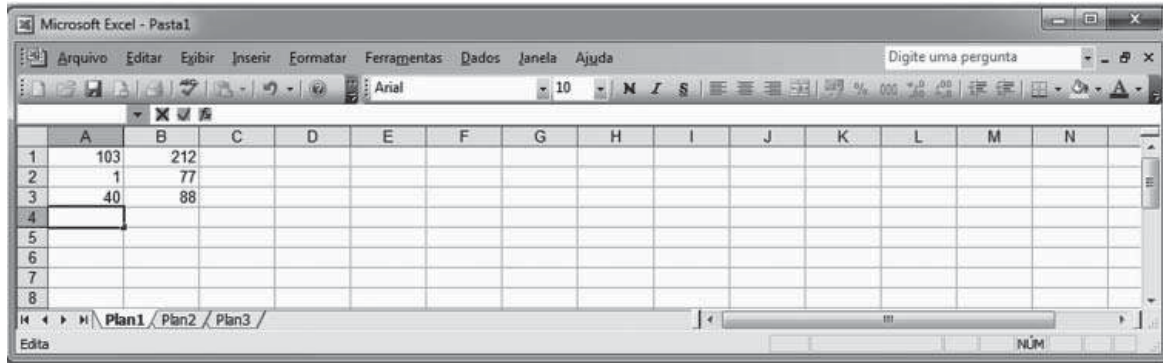 Microsoft Excel - Pasta1
Arquivo Editar Exibir Inserir Formatar Ferramentas Dados Janela Ajuda Digite uma pergunta
Arial 10 N I S % 000
A B C D E F G H I J K L M N
1 103 212
2 1 77
3 40 88
4
5
6
7
8
Plan1 Plan2 Plan3
Edita NÚM